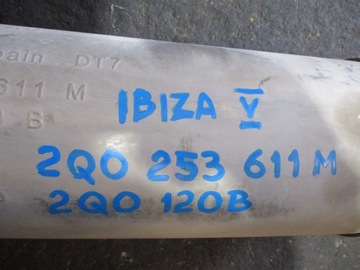 pain DT7
611 M
B
IBIZA V
2Q0 253 611 M
2Q0 120B